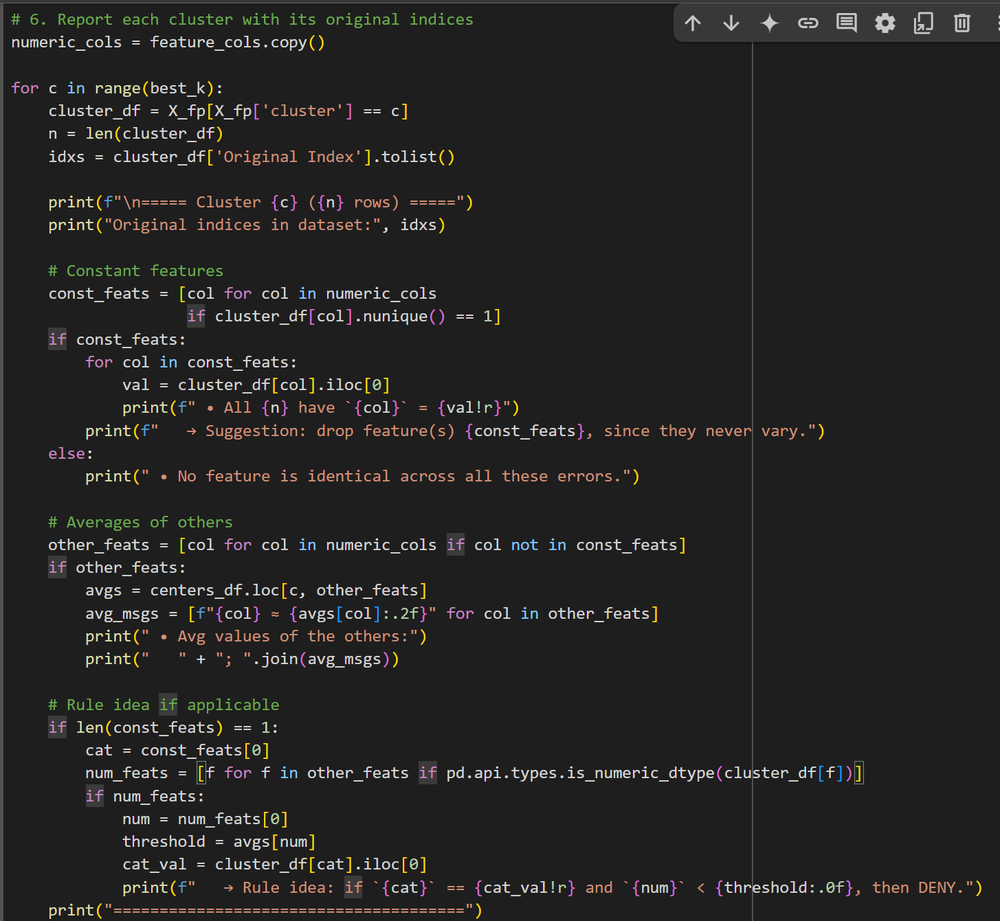 # 6. Report each cluster with its original indices
numeric_cols = feature_cols.copy()
for c in range(best_k):
    cluster_df = X_fp[X_fp['cluster'] == c]
    n = len(cluster_df)
    idxs = cluster_df['Original Index'].tolist()
    print(f"\n===== Cluster {c} ({n} rows) =====")
    print("Original indices in dataset:", idxs)
    # Constant features
    const_feats = [col for col in numeric_cols
                   if cluster_df[col].nunique() == 1]
    if const_feats:
        for col in const_feats:
            val = cluster_df[col].iloc[0]
            print(f" • All {n} have `{col}` = {val!r}")
        print(f"   → Suggestion: drop feature(s) {const_feats}, since they never vary.")
    else:
        print(" • No feature is identical across all these errors.")
    # Averages of others
    other_feats = [col for col in numeric_cols if col not in const_feats]
    if other_feats:
        avgs = centers_df.loc[c, other_feats]
        avg_msgs = [f"{col} ≈ {avgs[col]:.2f}" for col in other_feats]
        print(" • Avg values of the others:")
        print("   " + "; ".join(avg_msgs))
    # Rule idea if applicable
    if len(const_feats) == 1:
        cat = const_feats[0]
        num_feats = [f for f in other_feats if pd.api.types.is_numeric_dtype(cluster_df[f])]
        if num_feats:
            num = num_feats[0]
            threshold = avgs[num]
            cat_val = cluster_df[cat].iloc[0]
            print(f"   → Rule idea: if `{cat}` == {cat_val!r} and `{num}` < {threshold:.0f}, then DENY.")
    print("======================================")